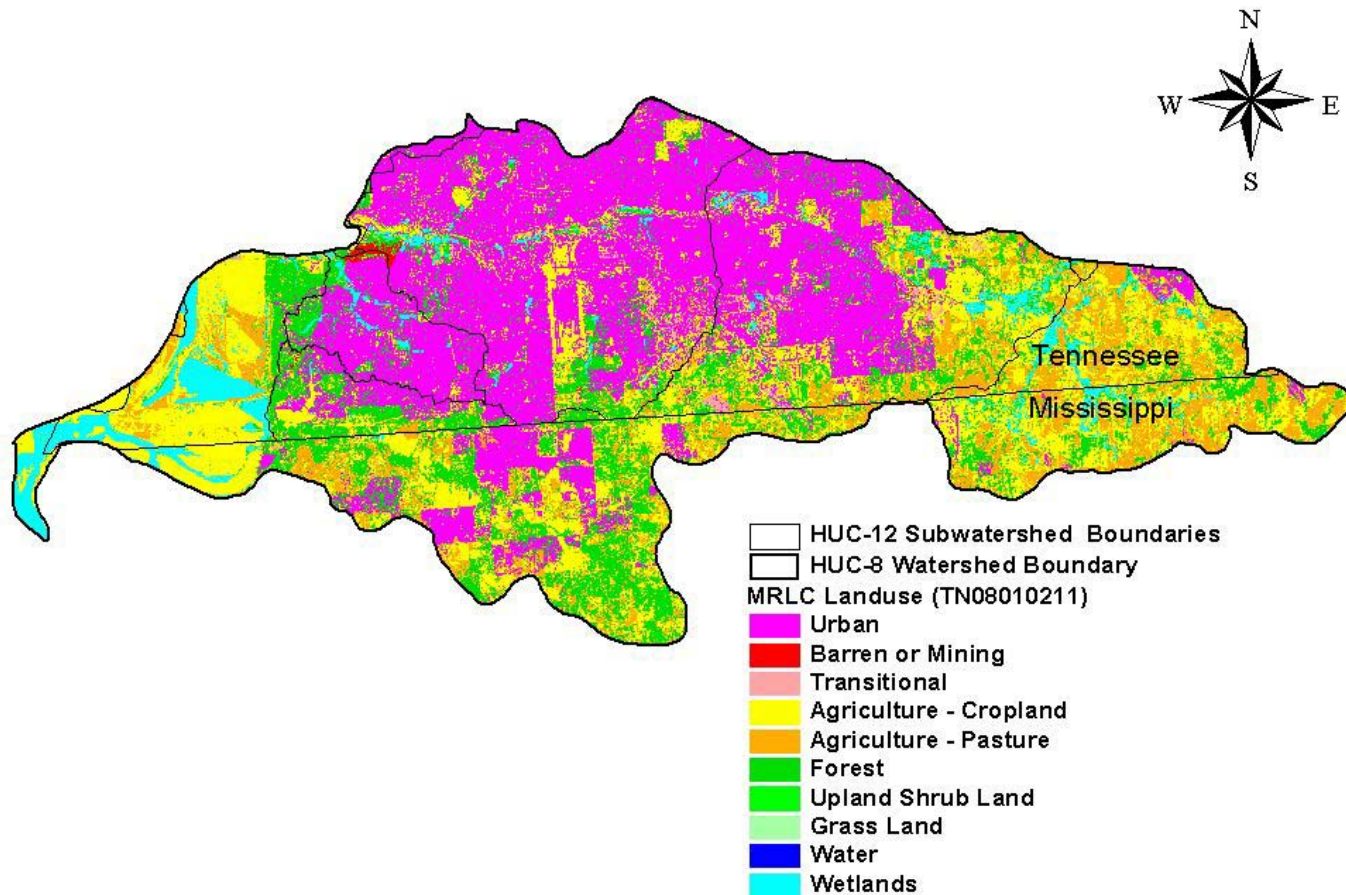 N
W E
S
Tennessee
Mississippi
HUC-12 Subwatershed Boundaries
HUC-8 Watershed Boundary
MRLC Landuse (TN08010211)
Urban
Barren or Mining
Transitional
Agriculture - Cropland
Agriculture - Pasture
Forest
Upland Shrub Land
Grass Land
Water
Wetlands